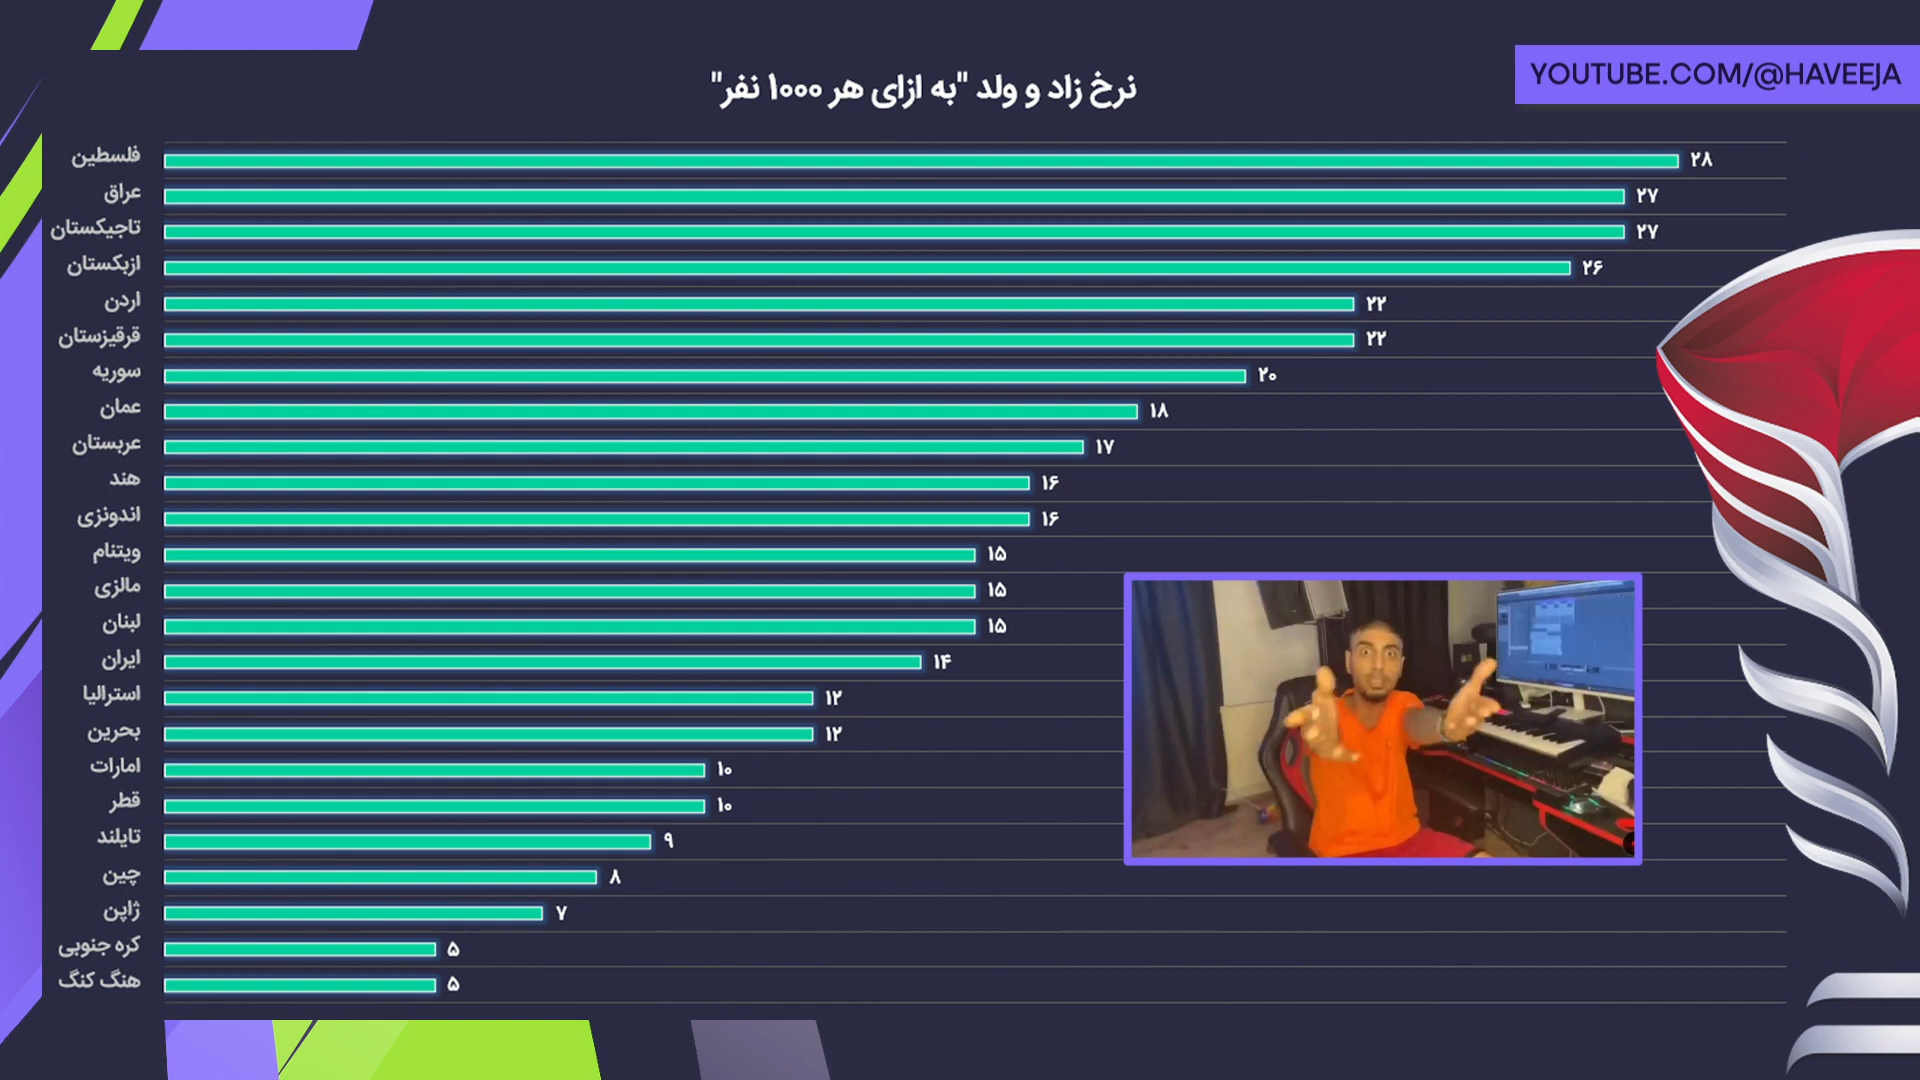 YOUTUBE.COM/@HAVEEJA
نرخ زاد و ولد "به ازای هر ۱۰۰۰ نفر"
فلسطین ۲۸
عراق ۲۷
تاجیکستان ۲۷
ازبکستان ۲۶
اردن ۲۲
قرقیزستان ۲۲
سوریه ۲۰
عمان ۱۸
عربستان ۱۷
هند ۱۶
اندونزی ۱۶
ویتنام ۱۵
مالزی ۱۵
لبنان ۱۵
ایران ۱۴
استرالیا ۱۲
بحرین ۱۲
امارات ۱۰
قطر ۱۰
تایلند ۹
چین ۸
ژاپن ۷
کره جنوبی ۵
هنگ کنگ ۵